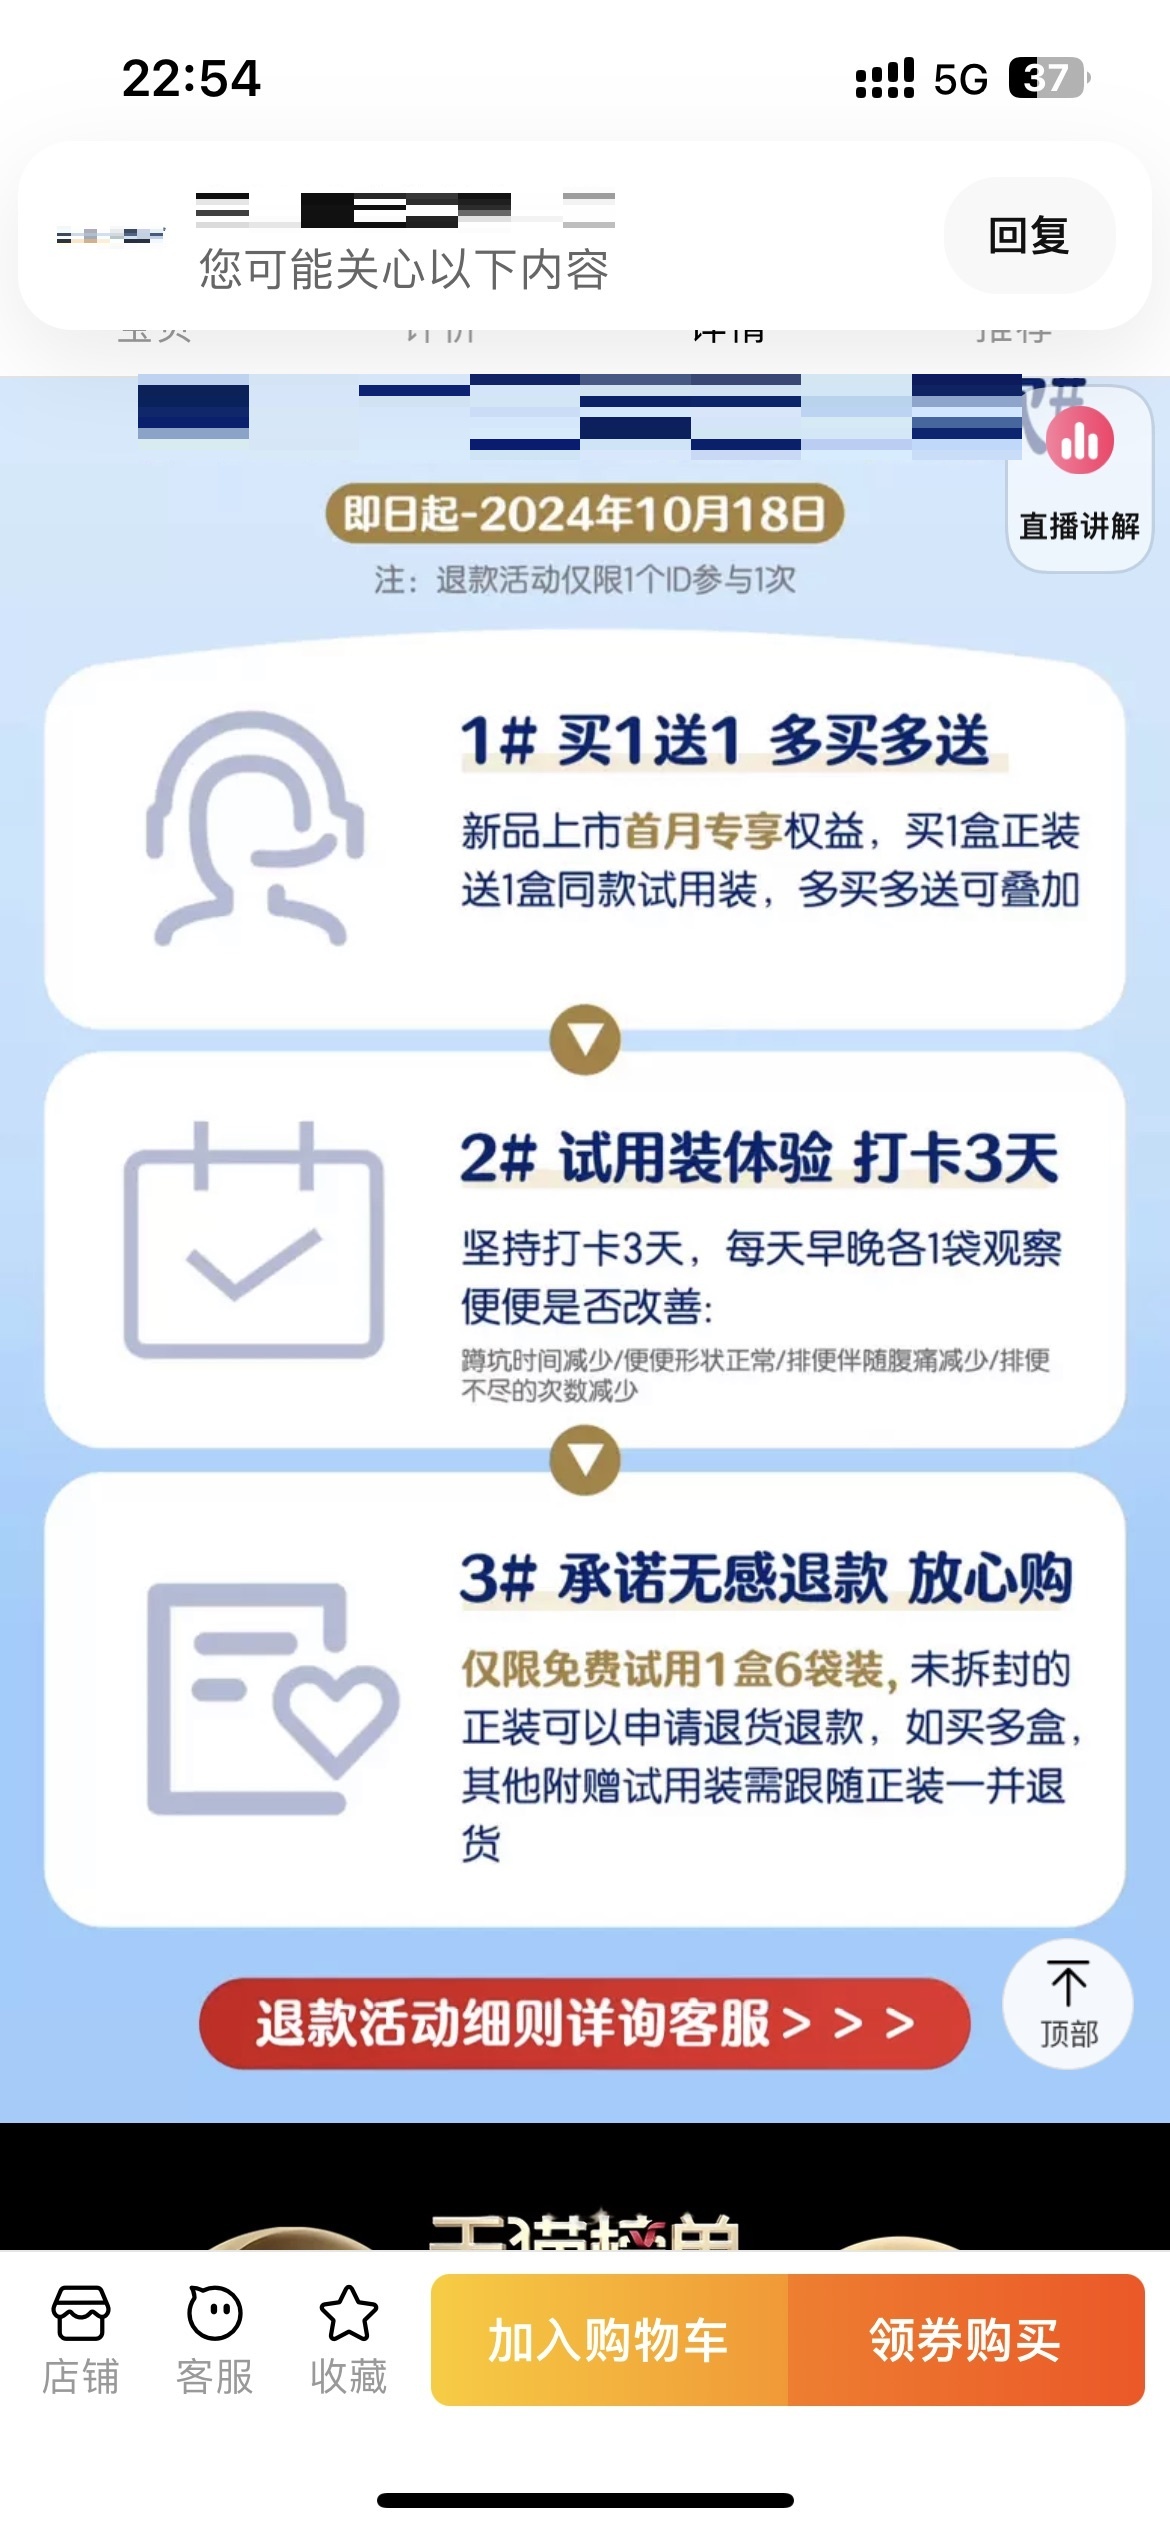 22:54
5G 37
您可能关心以下内容
回复
详情
推荐
即日起-2024年10月18日
直播讲解
注：退款活动仅限1个ID参与1次
1# 买1送1 多买多送
新品上市首月专享权益，买1盒正装
送1盒同款试用装，多买多送可叠加
2# 试用装体验 打卡3天
坚持打卡3天，每天早晚各1袋观察
便便是否改善:
蹲坑时间减少/便便形状正常/排便伴随腹痛减少/排便
不尽的次数减少
3# 承诺无感退款 放心购
仅限免费试用1盒6袋装，未拆封的
正装可以申请退货退款，如买多盒，
其他附赠试用装需跟随正装一并退
货
退款活动细则详询客服> > >
顶部
天猫榜单
店铺
客服
收藏
加入购物车
领券购买